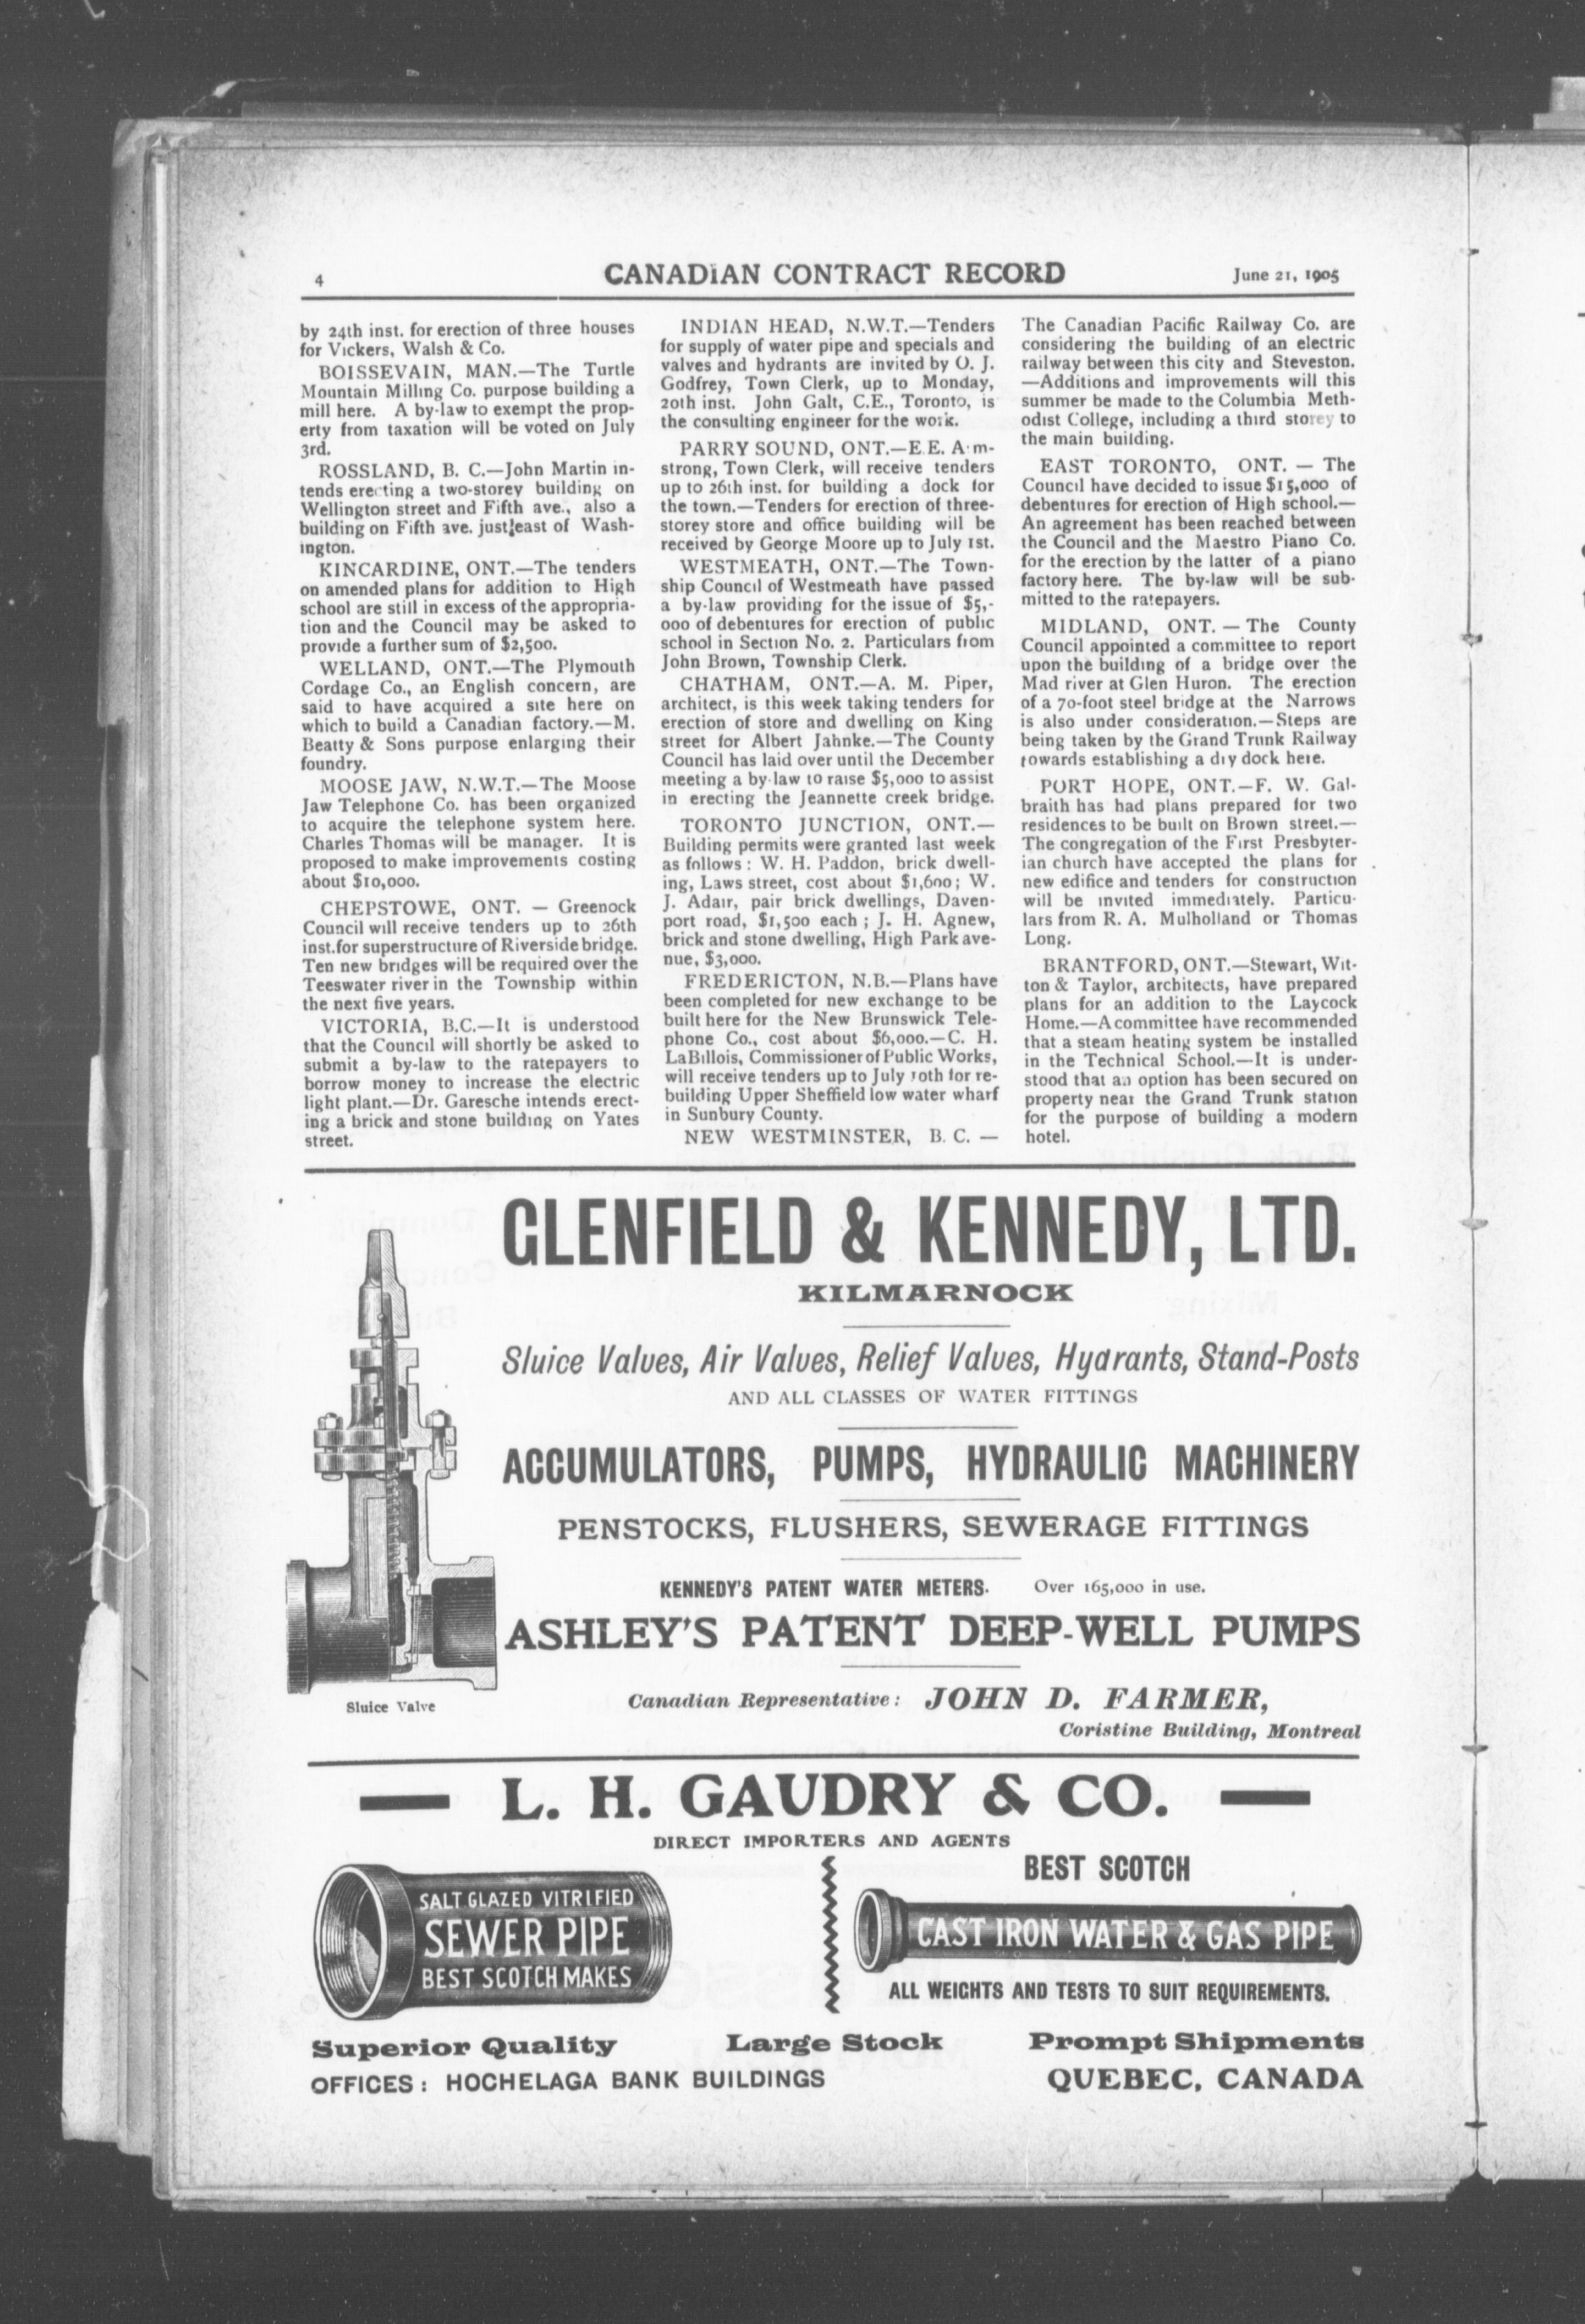 4
CANADIAN CONTRACT RECORD
June 21, 1905
by 24th inst. for erection of three houses
for Vickers, Walsh & Co.
BOISSEVAIN, MAN.—The Turtle
Mountain Milling Co. purpose building a
mill here. A by-law to exempt the prop-
erty from taxation will be voted on July
3rd.
ROSSLAND, B. C.—John Martin in-
tends erecting a two-storey building on
Wellington street and Fifth ave., also a
building on Fifth ave. just east of Wash-
ington.
KINCARDINE, ONT.—The tenders
on amended plans for addition to High
school are still in excess of the appropria-
tion and the Council may be asked to
provide a further sum of $2,500.
WELLAND, ONT.—The Plymouth
Cordage Co., an English concern, are
said to have acquired a site here on
which to build a Canadian factory.—M.
Beatty & Sons purpose enlarging their
foundry.
MOOSE JAW, N.W.T.—The Moose
Jaw Telephone Co. has been organized
to acquire the telephone system here.
Charles Thomas will be manager. It is
proposed to make improvements costing
about $10,000.
CHEPSTOWE, ONT. — Greenock
Council will receive tenders up to 26th
inst.for superstructure of Riverside bridge.
Ten new bridges will be required over the
Teeswater river in the Township within
the next five years.
VICTORIA, B.C.—It is understood
that the Council will shortly be asked to
submit a by-law to the ratepayers to
borrow money to increase the electric
light plant.—Dr. Garesche intends erect-
ing a brick and stone building on Yates
street.
INDIAN HEAD, N.W.T.—Tenders
for supply of water pipe and specials and
valves and hydrants are invited by O. J.
Godfrey, Town Clerk, up to Monday,
20th inst. John Galt, C.E., Toronto, is
the consulting engineer for the work.
PARRY SOUND, ONT.—E.E. Arm-
strong, Town Clerk, will receive tenders
up to 26th inst. for building a dock for
the town.—Tenders for erection of three-
storey store and office building will be
received by George Moore up to July 1st.
WESTMEATH, ONT.—The Town-
ship Council of Westmeath have passed
a by-law providing for the issue of $5,-
000 of debentures for erection of public
school in Section No. 2. Particulars from
John Brown, Township Clerk.
CHATHAM, ONT.—A. M. Piper,
architect, is this week taking tenders for
erection of store and dwelling on King
street for Albert Jahnke.—The County
Council has laid over until the December
meeting a by-law to raise $5,000 to assist
in erecting the Jeannette creek bridge.
TORONTO JUNCTION, ONT.—
Building permits were granted last week
as follows : W. H. Paddon, brick dwell-
ing, Laws street, cost about $1,600; W.
J. Adair, pair brick dwellings, Daven-
port road, $1,500 each ; J. H. Agnew,
brick and stone dwelling, High Park ave-
nue, $3,000.
FREDERICTON, N.B.—Plans have
been completed for new exchange to be
built here for the New Brunswick Tele-
phone Co., cost about $6,000.—C. H.
LaBillois, Commissioner of Public Works,
will receive tenders up to July 10th for re-
building Upper Sheffield low water wharf
in Sunbury County.
NEW WESTMINSTER, B. C. —
The Canadian Pacific Railway Co. are
considering the building of an electric
railway between this city and Steveston.
—Additions and improvements will this
summer be made to the Columbia Meth-
odist College, including a third storey to
the main building.
EAST TORONTO, ONT. — The
Council have decided to issue $15,000 of
debentures for erection of High school.—
An agreement has been reached between
the Council and the Maestro Piano Co.
for the erection by the latter of a piano
factory here. The by-law will be sub-
mitted to the ratepayers.
MIDLAND, ONT. — The County
Council appointed a committee to report
upon the building of a bridge over the
Mad river at Glen Huron. The erection
of a 70-foot steel bridge at the Narrows
is also under consideration.—Steps are
being taken by the Grand Trunk Railway
towards establishing a dry dock here.
PORT HOPE, ONT.—F. W. Gal-
braith has had plans prepared for two
residences to be built on Brown street.—
The congregation of the First Presbyter-
ian church have accepted the plans for
new edifice and tenders for construction
will be invited immediately. Particu-
lars from R. A. Mulholland or Thomas
Long.
BRANTFORD, ONT.—Stewart, Wit-
ton & Taylor, architects, have prepared
plans for an addition to the Laycock
Home.—A committee have recommended
that a steam heating system be installed
in the Technical School.—It is under-
stood that an option has been secured on
property near the Grand Trunk station
for the purpose of building a modern
hotel.
GLENFIELD & KENNEDY, LTD.
KILMARNOCK
Sluice Valves, Air Valves, Relief Valves, Hydrants, Stand-Posts
AND ALL CLASSES OF WATER FITTINGS
ACCUMULATORS, PUMPS, HYDRAULIC MACHINERY
PENSTOCKS, FLUSHERS, SEWERAGE FITTINGS
KENNEDY'S PATENT WATER METERS. Over 165,000 in use.
ASHLEY'S PATENT DEEP-WELL PUMPS
Sluice Valve
Canadian Representative: JOHN D. FARMER,
Coristine Building, Montreal
L. H. GAUDRY & CO.
DIRECT IMPORTERS AND AGENTS
SALT GLAZED VITRIFIED
SEWER PIPE
BEST SCOTCH MAKES
BEST SCOTCH
CAST IRON WATER & GAS PIPE
ALL WEIGHTS AND TESTS TO SUIT REQUIREMENTS.
Superior Quality Large Stock Prompt Shipments
OFFICES: HOCHELAGA BANK BUILDINGS QUEBEC, CANADA